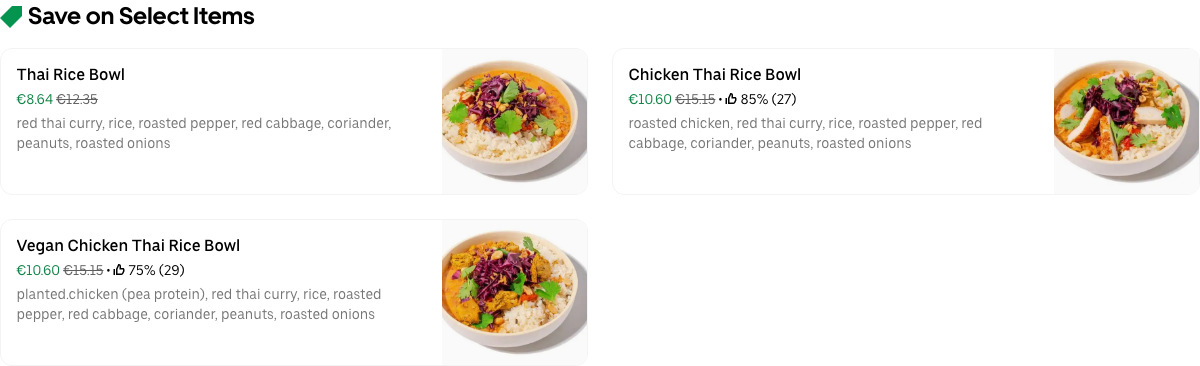 Save on Select Items
Thai Rice Bowl
€8.64 €12.35
red thai curry, rice, roasted pepper, red cabbage, coriander,
peanuts, roasted onions
Chicken Thai Rice Bowl
€10.60 €15.15 • 85% (27)
roasted chicken, red thai curry, rice, roasted pepper, red
cabbage, coriander, peanuts, roasted onions
Vegan Chicken Thai Rice Bowl
€10.60 €15.15 • 75% (29)
planted.chicken (pea protein), red thai curry, rice, roasted
pepper, red cabbage, coriander, peanuts, roasted onions